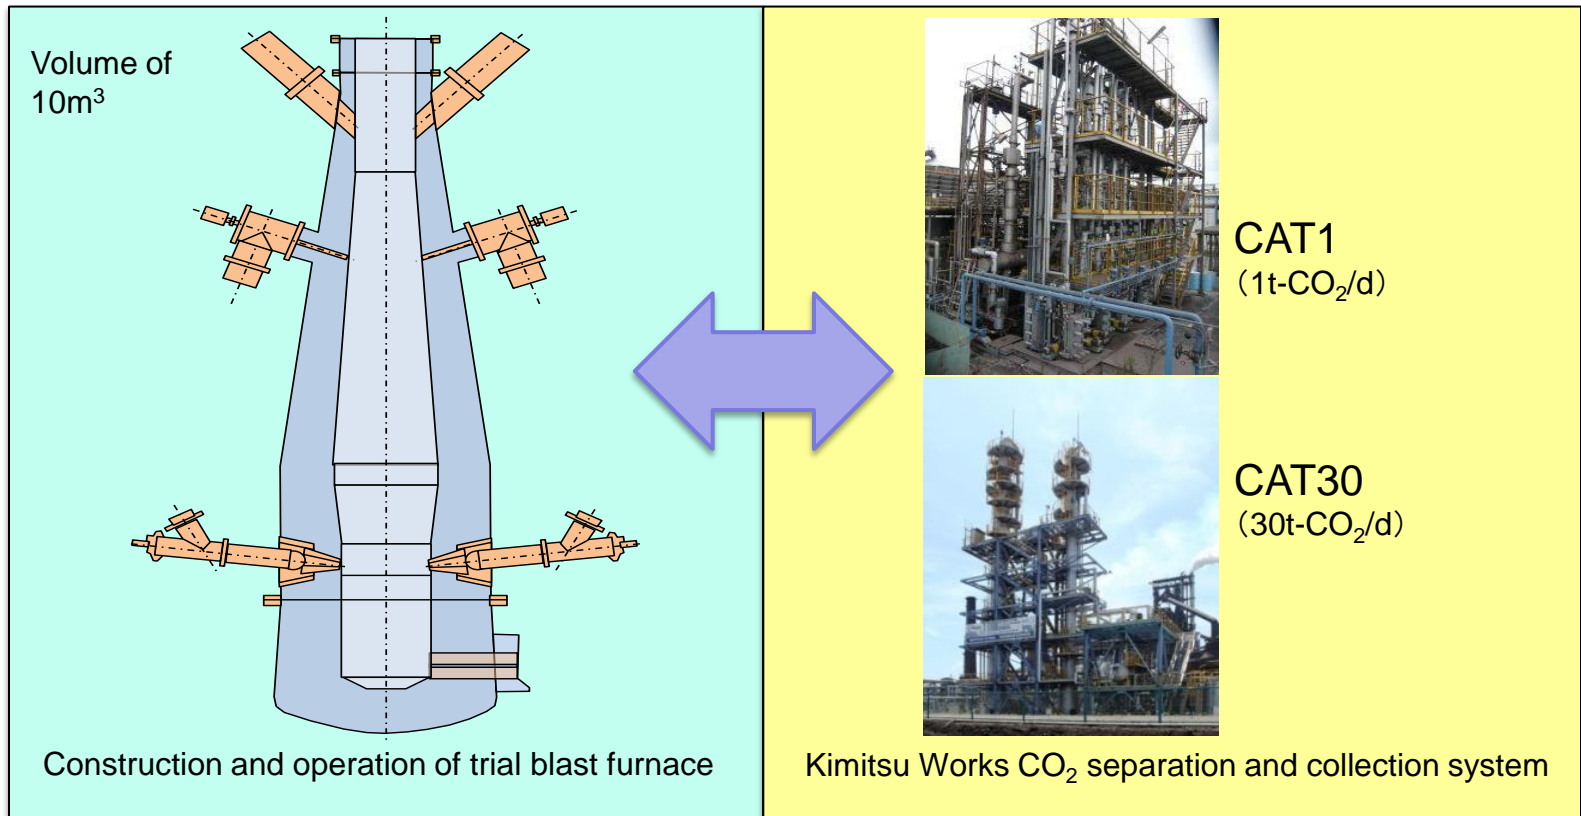 Volume of
10m³
CAT1
（1t-CO₂/d）
CAT30
（30t-CO₂/d）
Construction and operation of trial blast furnace
Kimitsu Works CO₂ separation and collection system